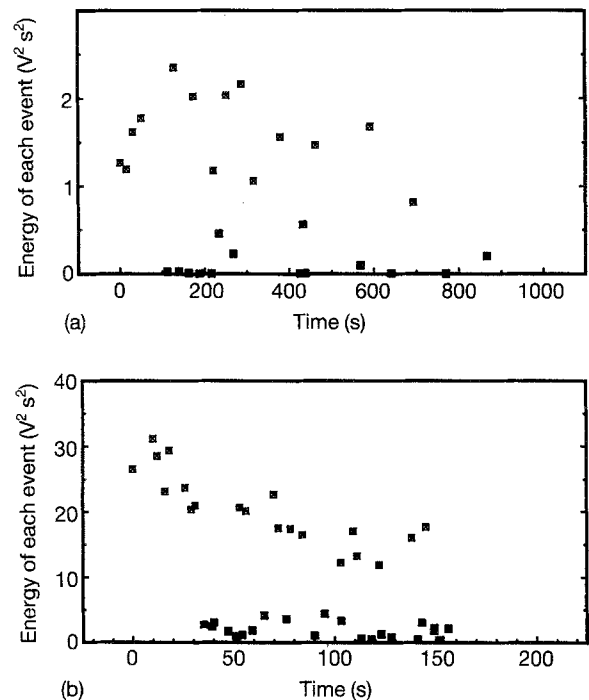 Energy of each event (V² s²)
2
1
0
0 200 400 600 800 1000
(a) Time (s)
Energy of each event (V² s²)
40
30
20
10
0
0 50 100 150 200
(b) Time (s)